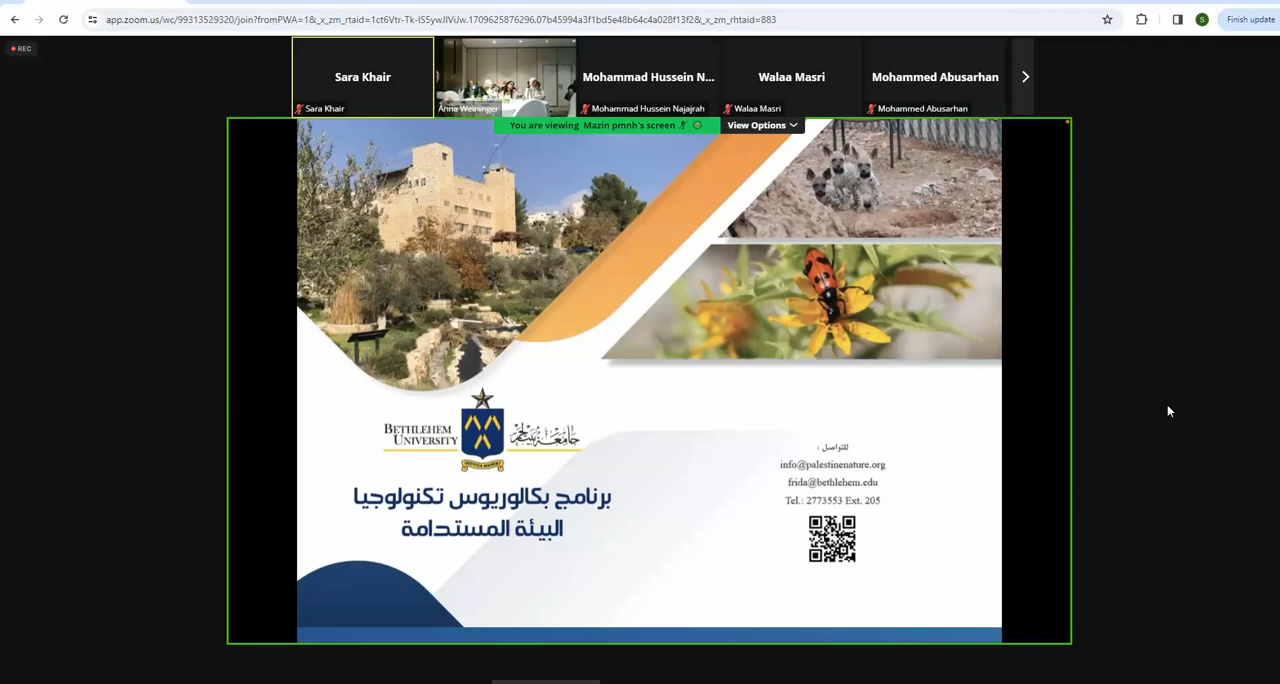 app.zoom.us/wc/99313529320/join?fromPWA=1&_x_zm_rtaid=1ct6Vtr-Tk-IS5ywJlViJw.1709625876296.07b45994a3f1bd5e48b64c4a028f13f2&_x_zm_rhtaid=883
S
Finish update
REC
Sara Khair
Mohammad Hussein N...
Walaa Masri
Mohammed Abusarhan
Sara Khair
Anna Weininger
Mohammad Hussein Najajrah
Walaa Masri
Mohammed Abusarhan
You are viewing Mazin pmnh's screen
View Options
BETHLEHEM
UNIVERSITY
جامعة بيت لحم
برنامج بكالوريوس تكنولوجيا
البيئة المستدامة
للتواصل :
info@palestinenature.org
frida@bethlehem.edu
Tel.: 2773553 Ext. 205